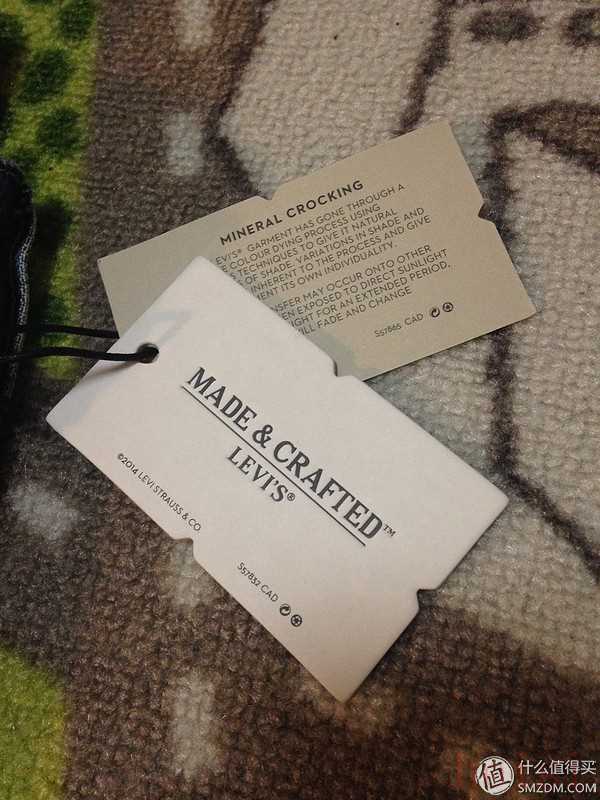 MINERAL CROCKING
GARMENT HAS GONE THROUGH A
COLOUR DYING PROCESS USING
TECHNIQUES TO GIVE IT NATURAL
OF SHADE. VARIATIONS IN SHADE AND
INHERENT TO THE PROCESS AND GIVE
ITS OWN INDIVIDUALITY.
MAY OCCUR ONTO OTHER
EXPOSED TO DIRECT SUNLIGHT
FOR AN EXTENDED PERIOD,
FADE AND CHANGE
S57865 CAD
MADE & CRAFTED™
LEVI'S®
©2014 LEVI STRAUSS & CO.
S57832 CAD
值 什么值得买
SMZDM.COM